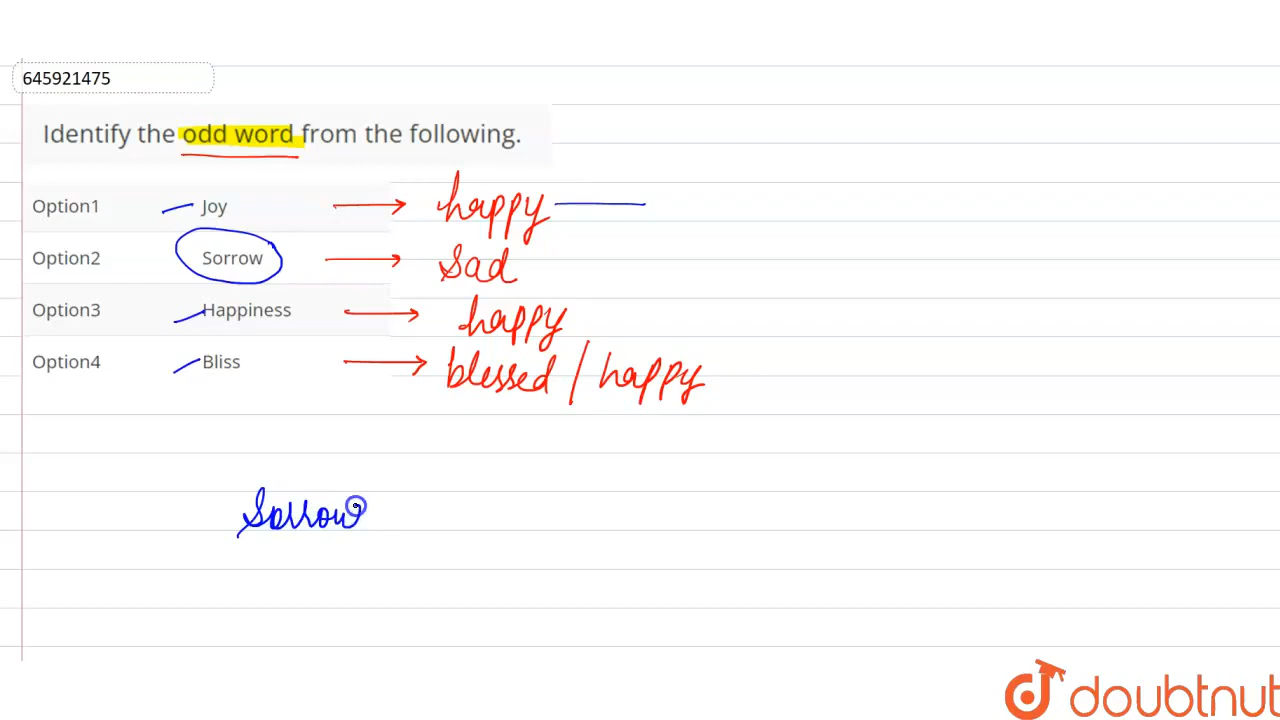 645921475
Identify the odd word from the following.
Option1 Joy happy
Option2 Sorrow sad
Option3 Happiness happy
Option4 Bliss blessed / happy
Sorrow
doubtnut